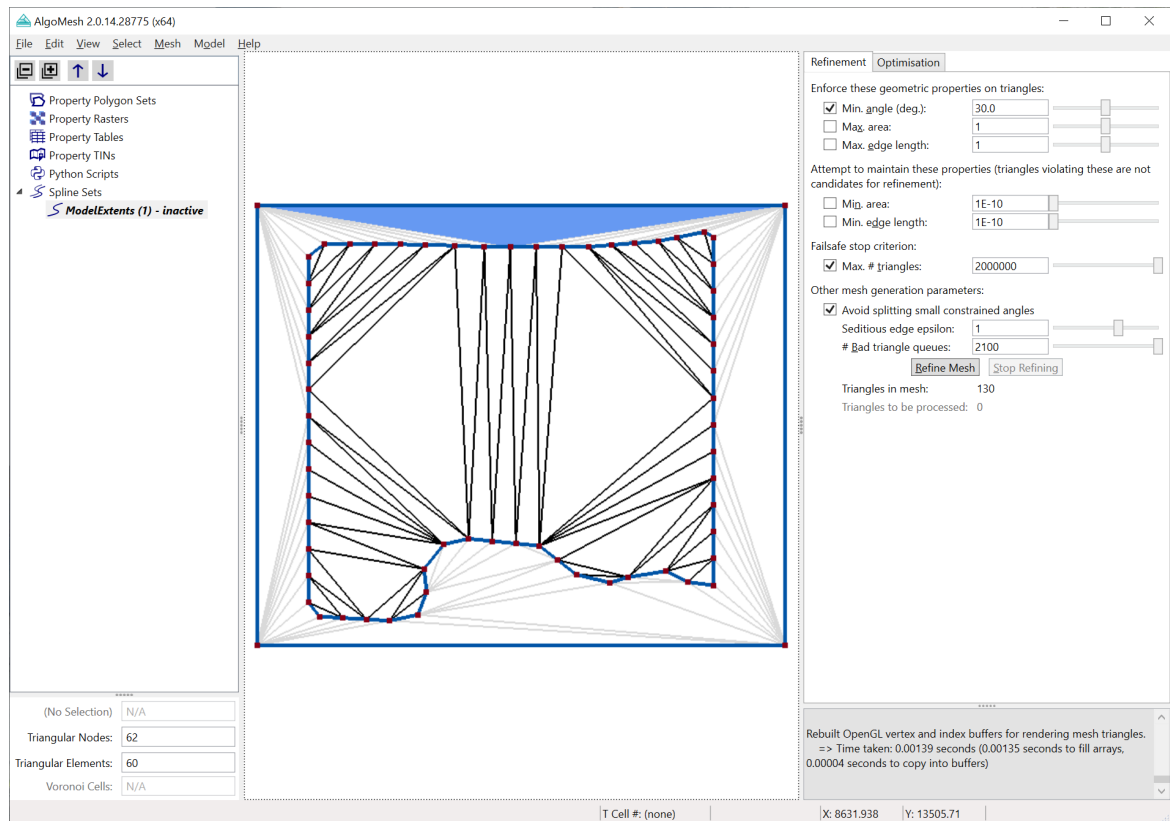 AlgoMesh 2.0.14.28775 (x64)
File Edit View Select Mesh Model Help
Property Polygon Sets
Property Rasters
Property Tables
Property TINs
Python Scripts
Spline Sets
ModelExtents (1) - inactive
(No Selection) N/A
Triangular Nodes: 62
Triangular Elements: 60
Voronoi Cells: N/A
Refinement Optimisation
Enforce these geometric properties on triangles:
Min. angle (deg.): 30.0
Max. area: 1
Max. edge length: 1
Attempt to maintain these properties (triangles violating these are not
candidates for refinement):
Min. area: 1E-10
Min. edge length: 1E-10
Failsafe stop criterion:
Max. # triangles: 2000000
Other mesh generation parameters:
Avoid splitting small constrained angles
Seditious edge epsilon: 1
# Bad triangle queues: 2100
Refine Mesh Stop Refining
Triangles in mesh: 130
Triangles to be processed: 0
Rebuilt OpenGL vertex and index buffers for rendering mesh triangles.
=> Time taken: 0.00139 seconds (0.00135 seconds to fill arrays,
0.00004 seconds to copy into buffers)
T Cell #: (none) X: 8631.938 Y: 13505.71